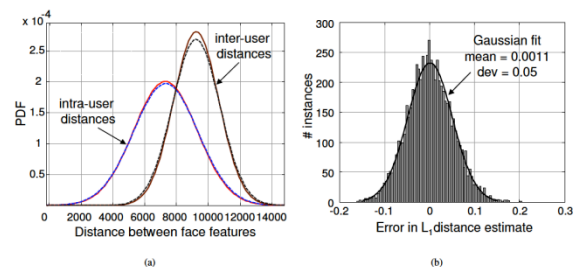 x 10
-4
PDF
2.5
2
1.5
1
0.5
inter-user
distances
intra-user
distances
0 2000 4000 6000 8000 10000 12000 14000
Distance between face features
(a)
# instances
300
250
200
150
100
50
0
Gaussian fit
mean = 0.0011
dev = 0.05
-0.2 -0.1 0 0.1 0.2 0.3
Error in L1 distance estimate
(b)